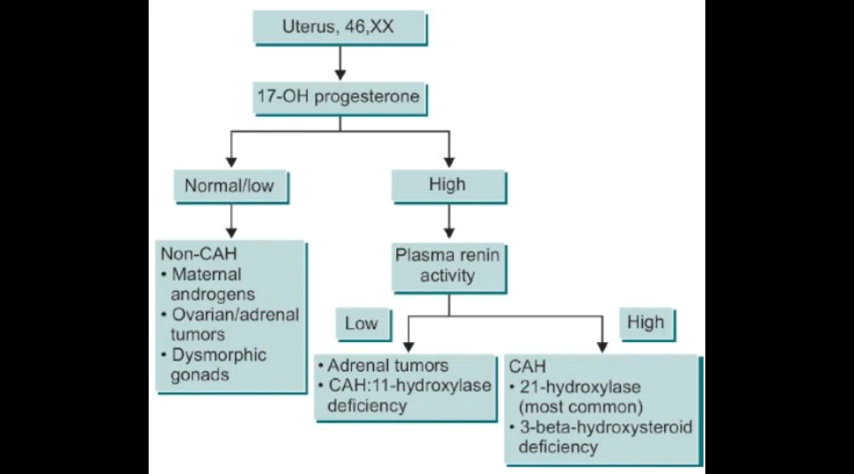 Uterus, 46,XX
17-OH progesterone
Normal/low
High
Non-CAH
• Maternal
androgens
• Ovarian/adrenal
tumors
• Dysmorphic
gonads
Plasma renin
activity
Low
High
• Adrenal tumors
• CAH:11-hydroxylase
deficiency
CAH
• 21-hydroxylase
(most common)
• 3-beta-hydroxysteroid
deficiency